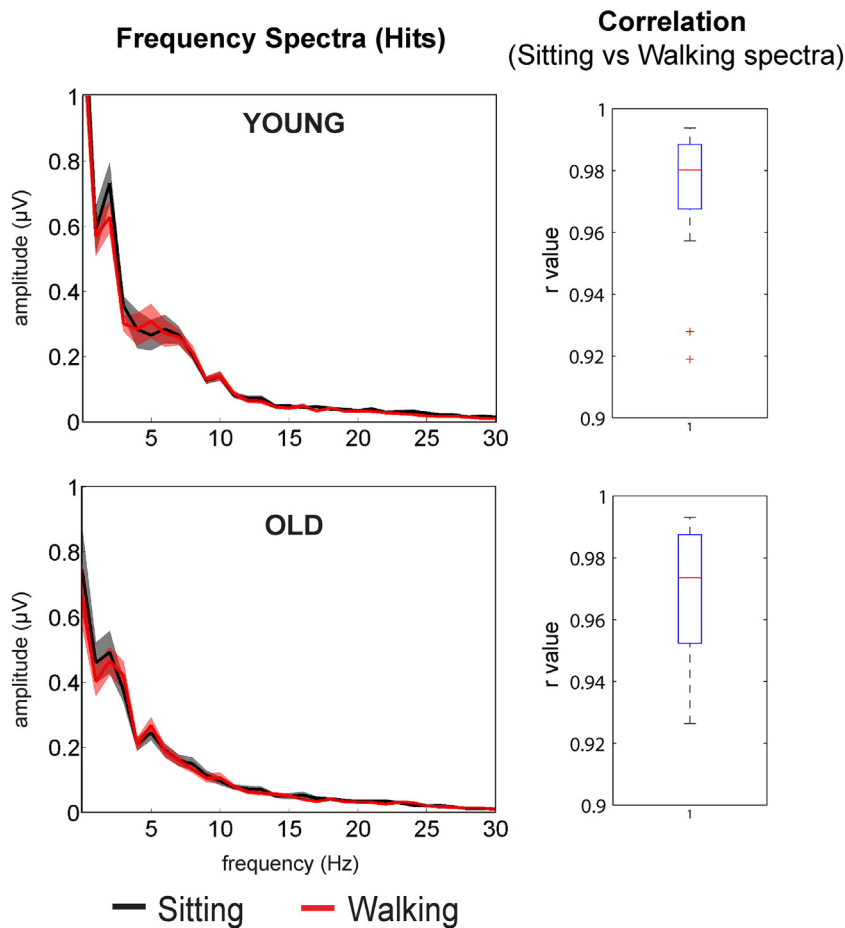 Frequency Spectra (Hits)
Correlation
(Sitting vs Walking spectra)
YOUNG
amplitude (µV)
1
0.8
0.6
0.4
0.2
0
5 10 15 20 25 30
r value
1
0.98
0.96
0.94
0.92
0.9
1
OLD
amplitude (µV)
1
0.8
0.6
0.4
0.2
0
5 10 15 20 25 30
frequency (Hz)
r value
1
0.98
0.96
0.94
0.92
0.9
1
Sitting Walking